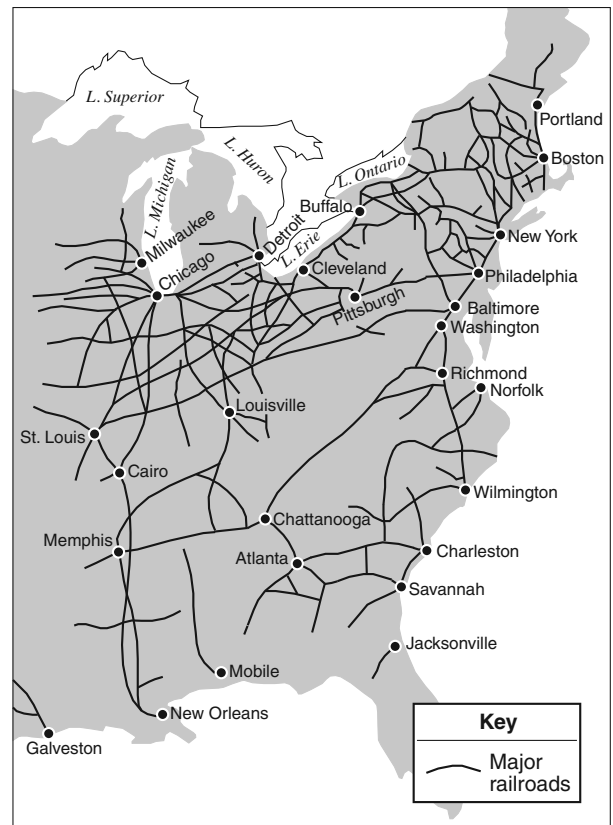 L. Superior
L. Huron
L. Michigan
L. Ontario
L. Erie
Portland
Boston
Buffalo
Milwaukee
Detroit
New York
Chicago
Cleveland
Philadelphia
Pittsburgh
Baltimore
Washington
Richmond
Norfolk
Louisville
St. Louis
Cairo
Wilmington
Chattanooga
Memphis
Atlanta
Charleston
Savannah
Jacksonville
Mobile
New Orleans
Galveston
Key
Major
railroads